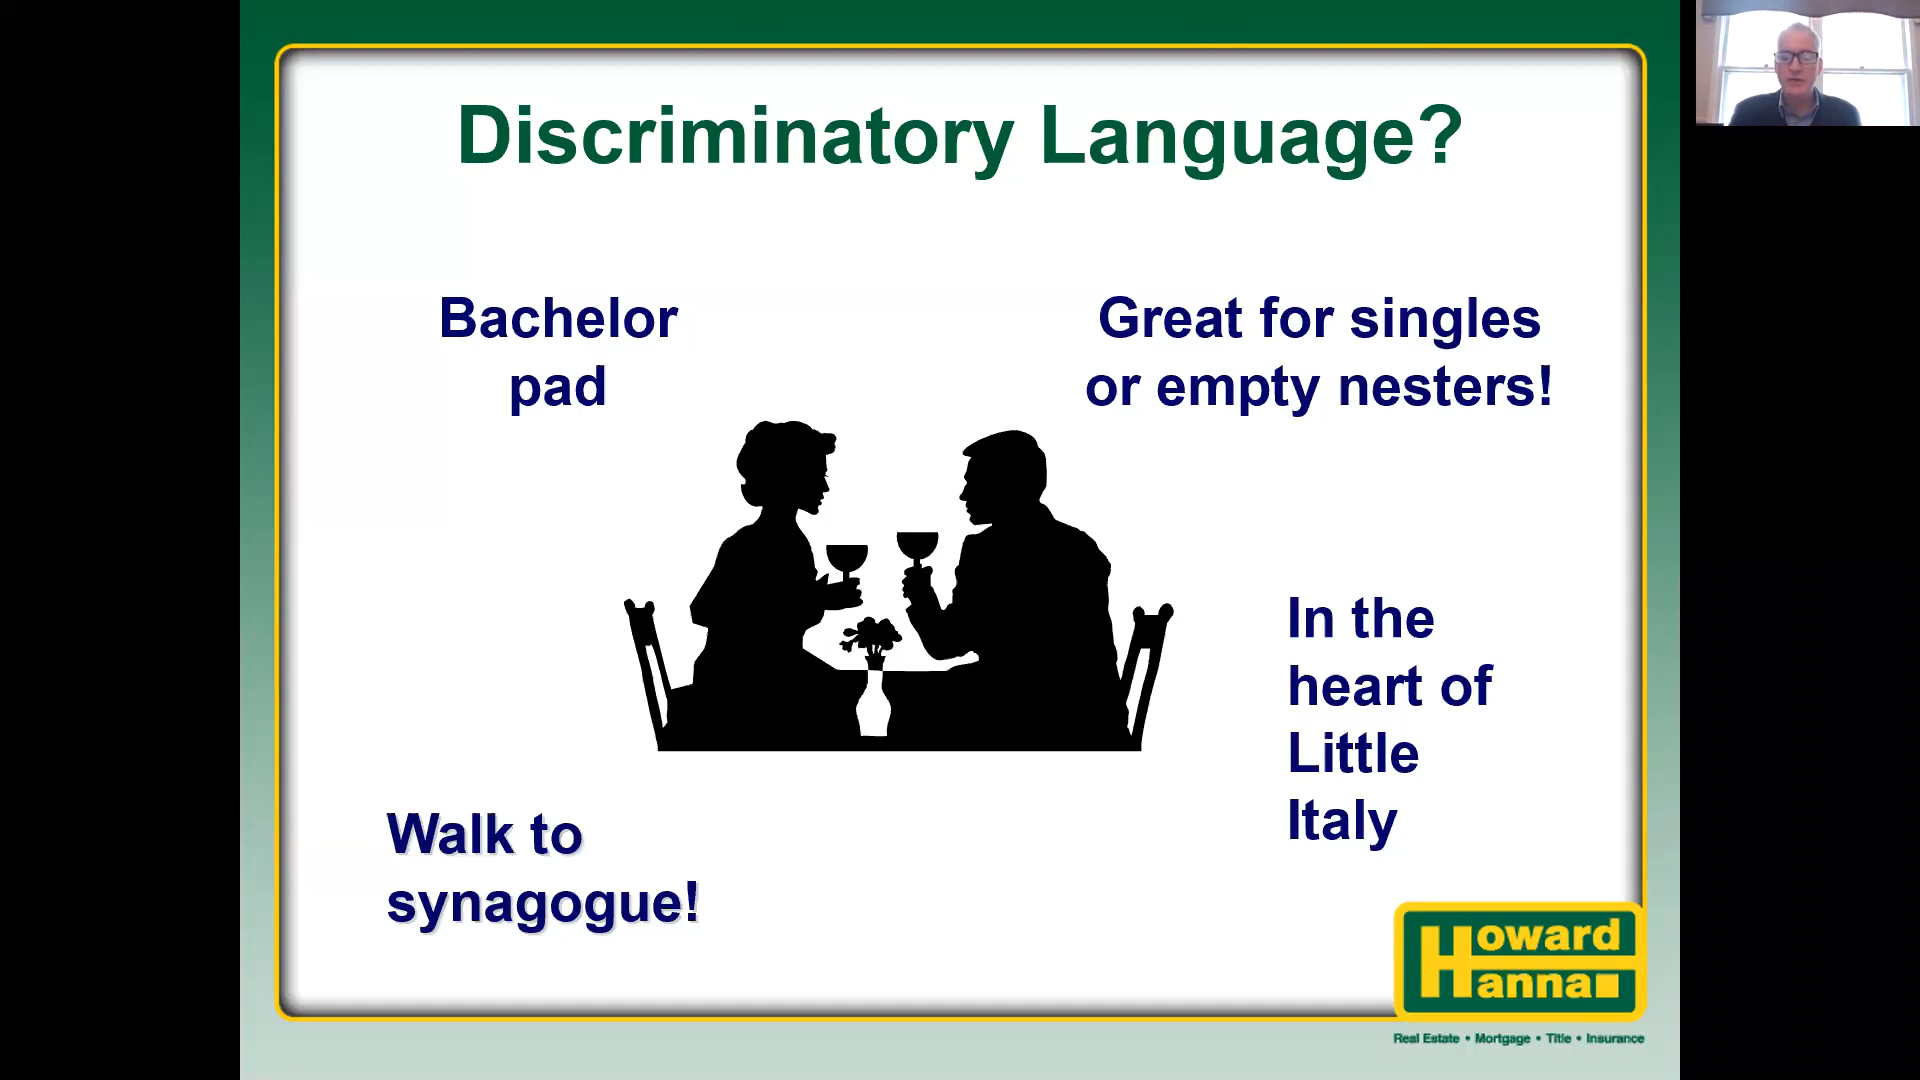 Discriminatory Language?
Bachelor
pad
Great for singles
or empty nesters!
In the
heart of
Little
Italy
Walk to
synagogue!
Howard
Hanna
Real Estate • Mortgage • Title • Insurance